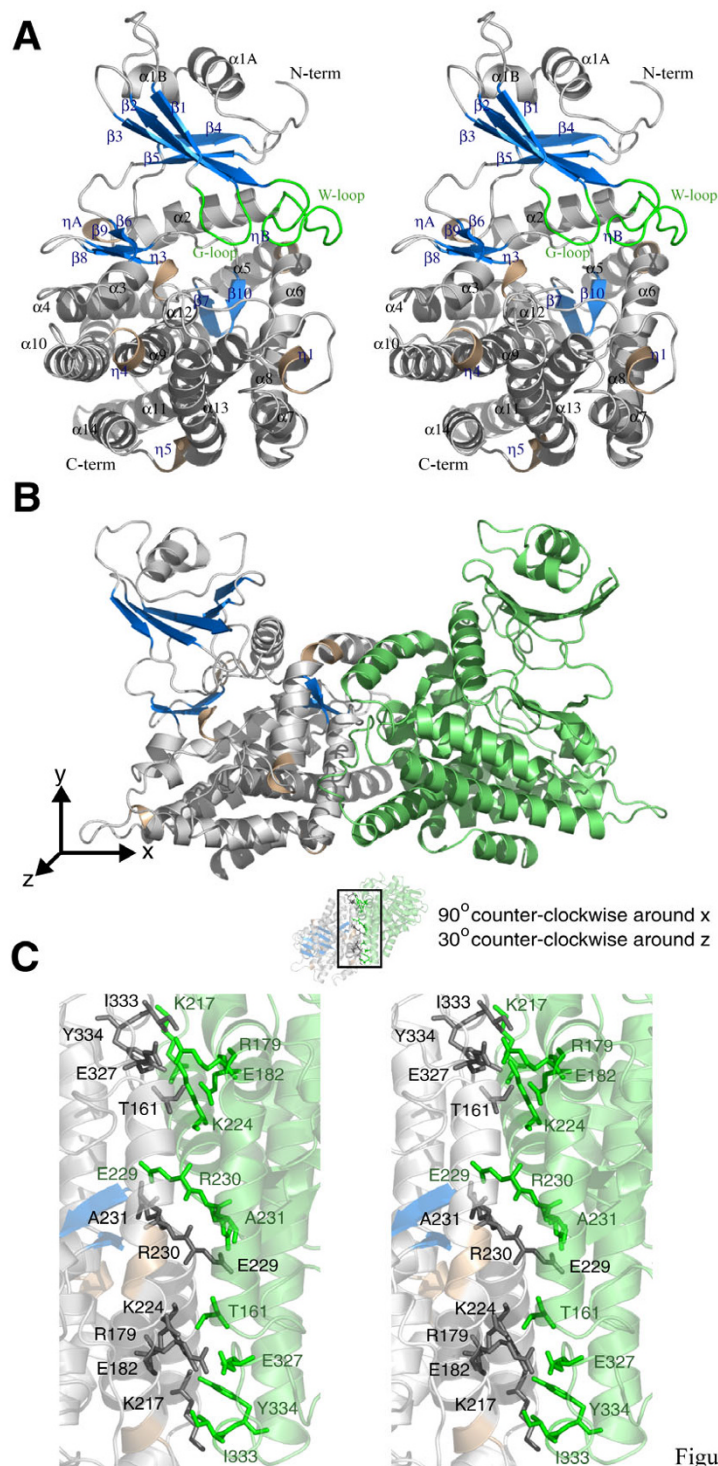 A
α1A
α1B
N-term
β2
β1
β3
β4
β5
W-loop
ηA
β6
α2
β9
ηB
β8
η3
G-loop
α5
α3
β7
β10
α6
α4
α12
α10
α9
η1
η4
α8
α11
α13
α7
α14
C-term
η5
α1A
α1B
N-term
β2
β1
β3
β4
β5
W-loop
ηA
β6
α2
β9
ηB
β8
η3
G-loop
α5
α3
β7
β10
α6
α4
α12
α10
α9
η1
η4
α8
α11
α13
α7
α14
C-term
η5
B
y
x
z
90° counter-clockwise around x
30° counter-clockwise around z
C
I333
K217
Y334
R179
E327
E182
T161
K224
E229
R230
A231
A231
R230
E229
K224
T161
R179
E327
E182
K217
Y334
I333
I333
K217
Y334
R179
E327
E182
T161
K224
E229
R230
A231
A231
R230
E229
K224
T161
R179
E327
E182
K217
Y334
I333
Figu